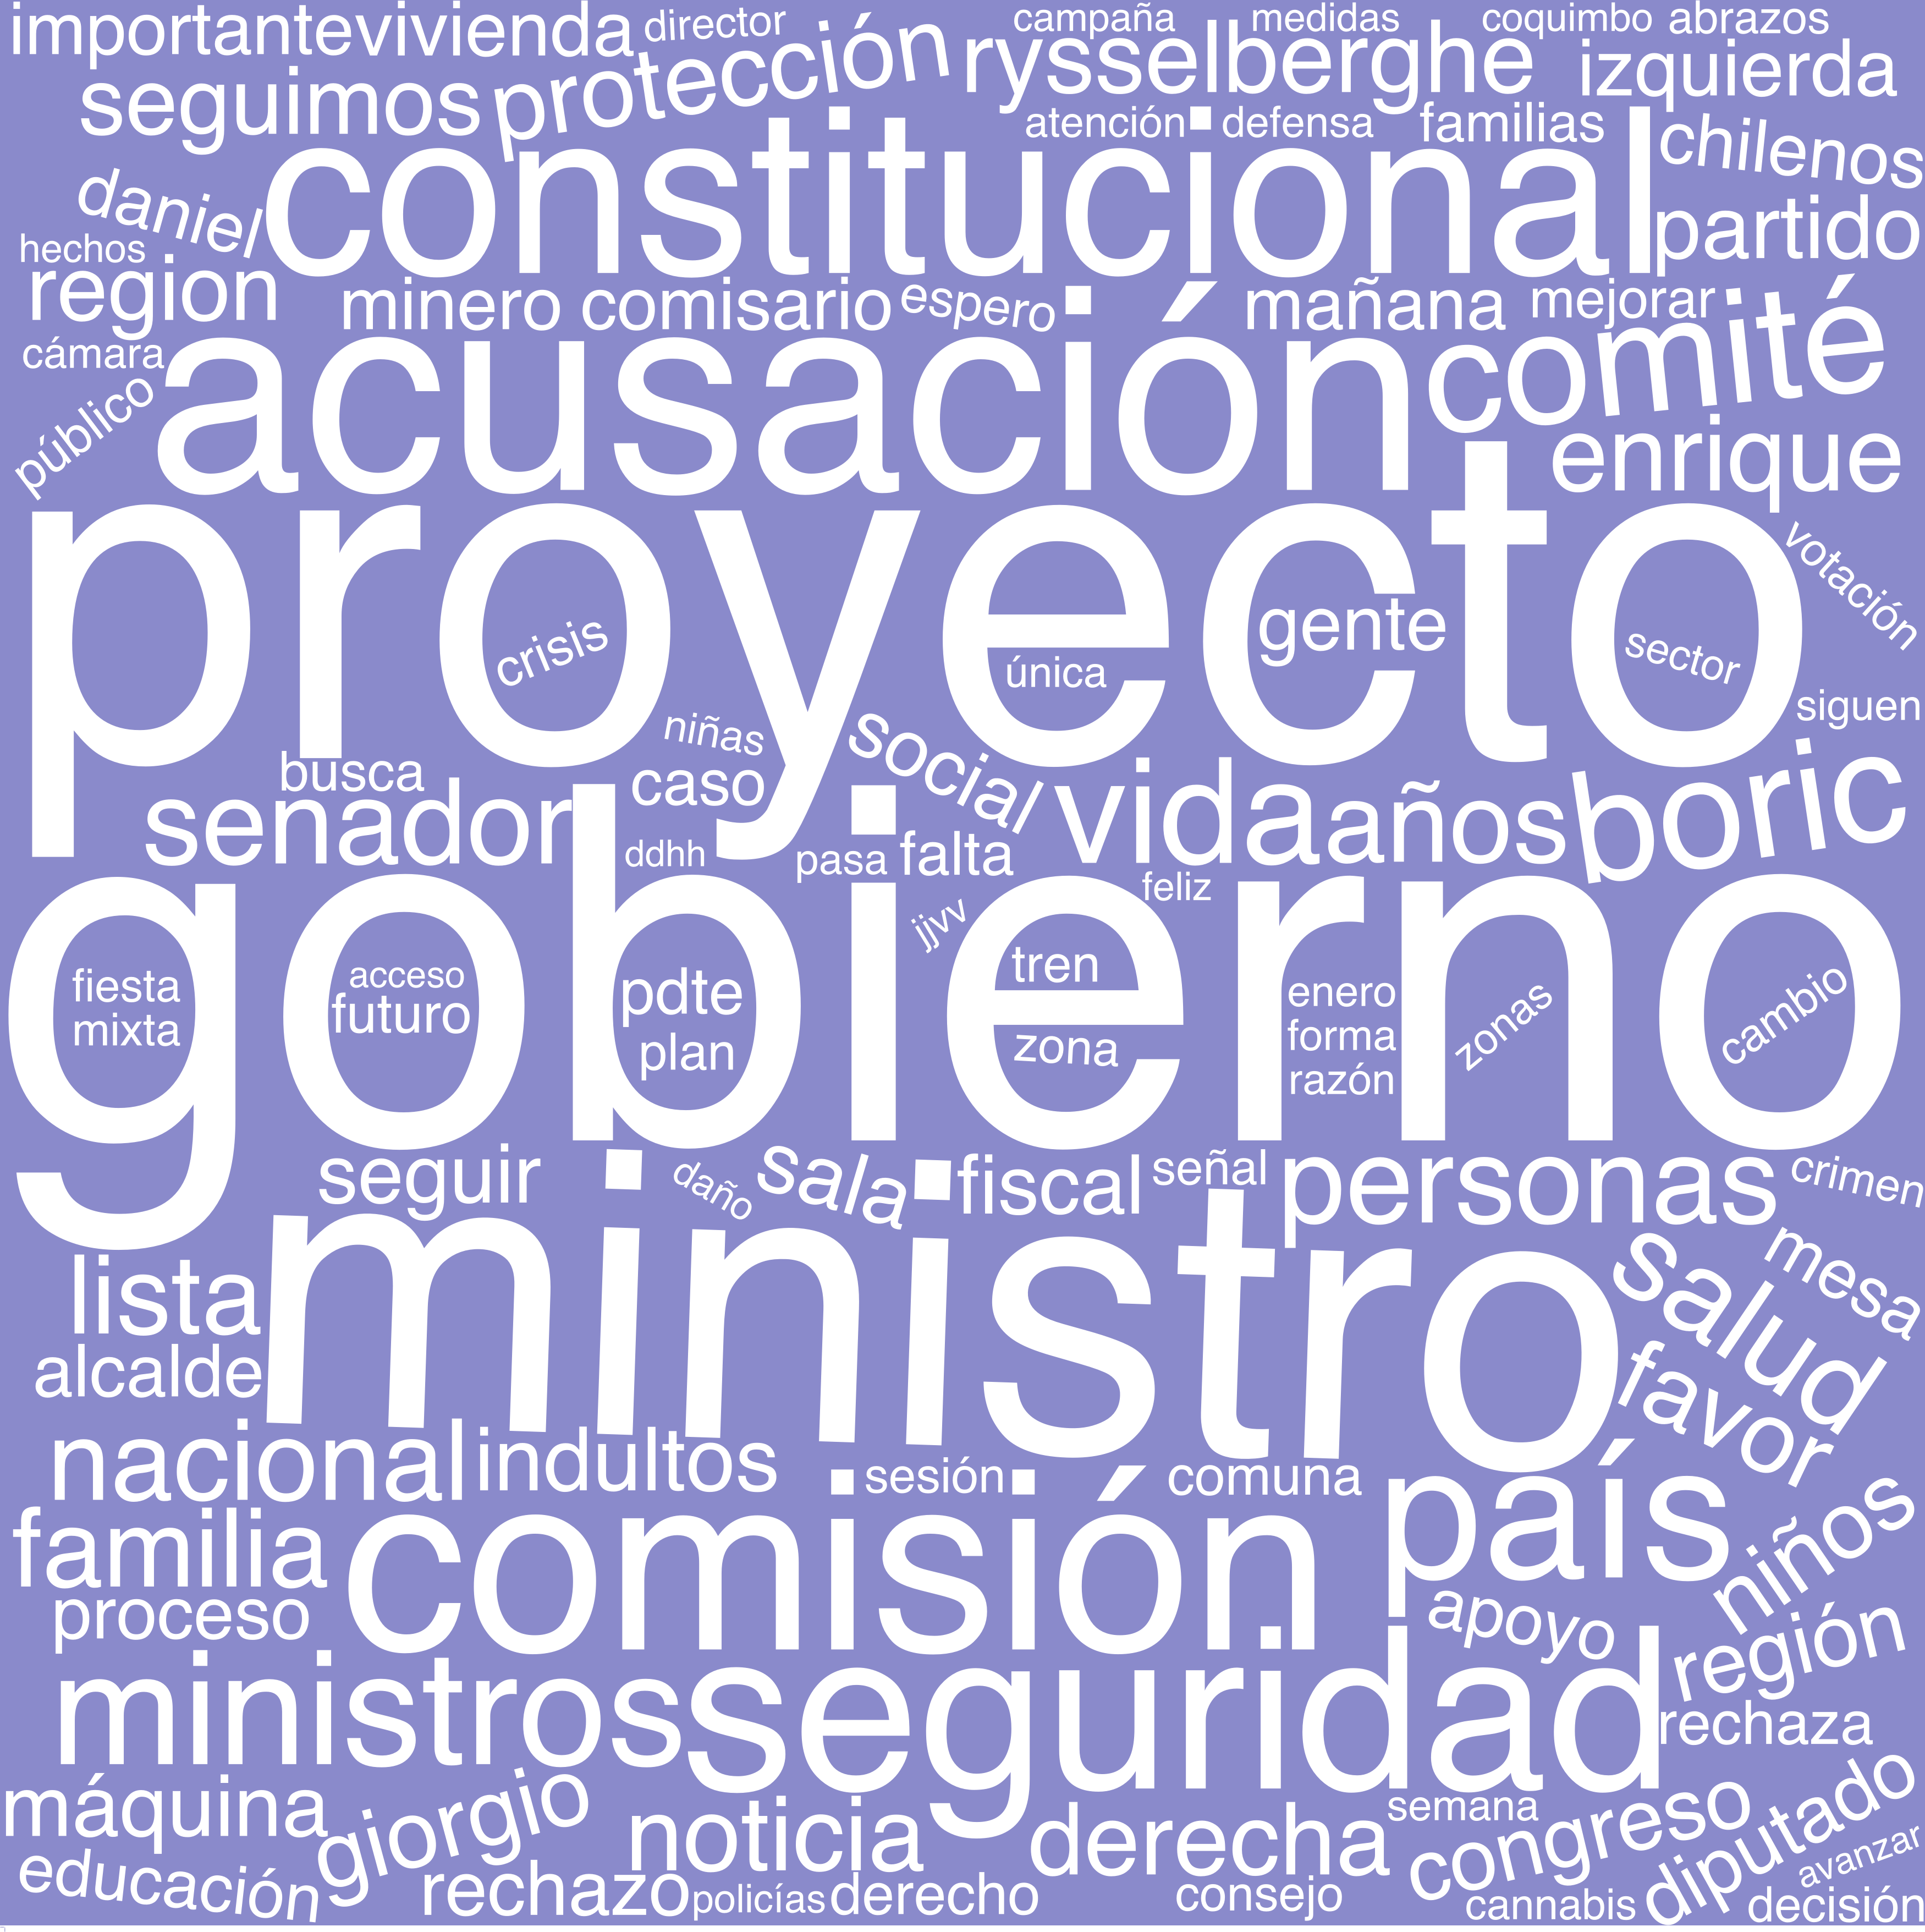 importante vivienda director protección rysselberghe campaña medidas coquimbo abrazos
seguimos atención defensa familias izquierda
daniel constitucional chilenos
hechos partido
region minero comisario espero mañana mejorar
cámara acusación comité
público enrique
proyecto votación
crisis única gente sector
siguen
busca niñas caso social vida años boric
senador ddhh pasa falta
feliz
gobierno jjvv
fiesta acceso pdte tren enero zonas cambio
mixta futuro plan zona forma
razón
seguir daño sala fiscal señal personas crimen
lista ministro salud mesa
alcalde favor
nacional indultos sesión comuna país
familia comisión niños
proceso apoyo región
ministros seguridad rechaza
máquina giorgio noticia derecha semana congreso diputado
educación rechazo policías derecho consejo cannabis avanzar
decisión